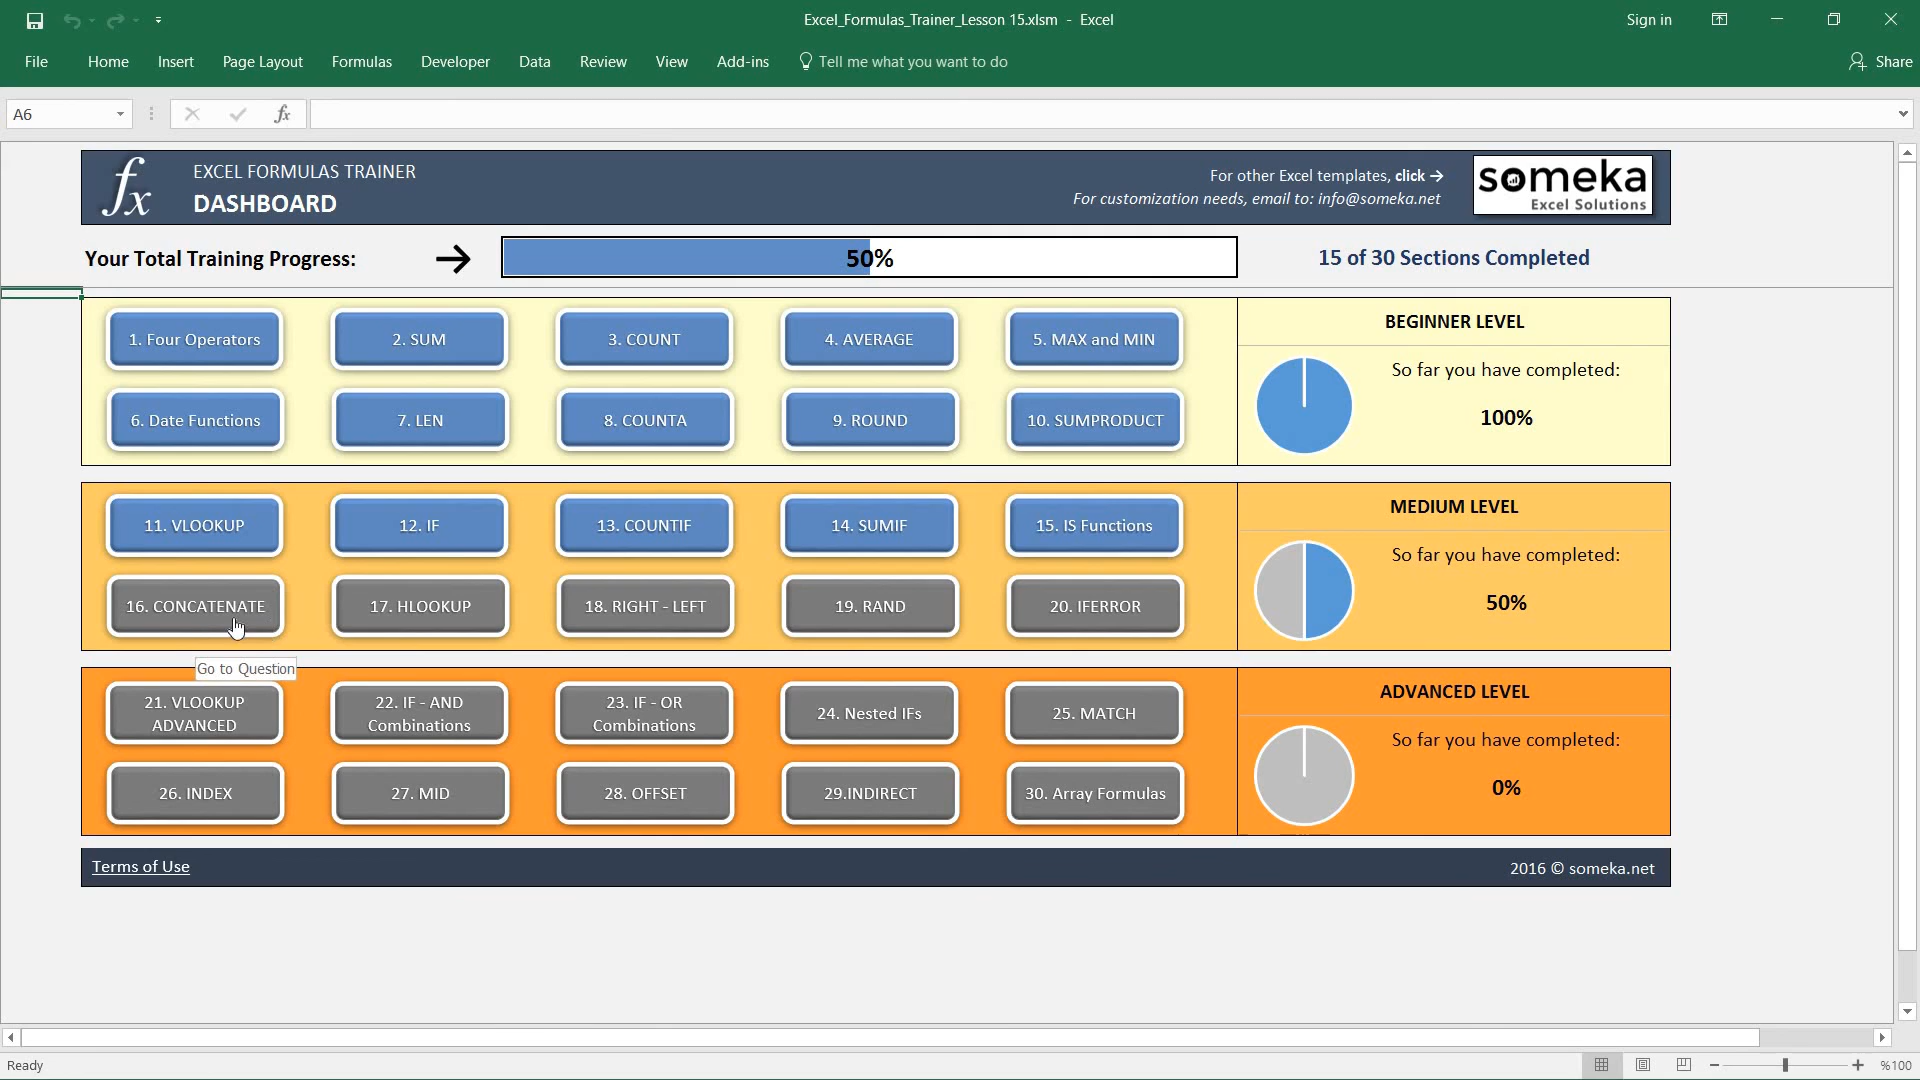 Excel_Formulas_Trainer_Lesson 15.xlsm - Excel
Sign in
File Home Insert Page Layout Formulas Developer Data Review View Add-ins Tell me what you want to do Share
A6
fx
fx
EXCEL FORMULAS TRAINER
DASHBOARD
For other Excel templates, click →
For customization needs, email to: info@someka.net
someka
Excel Solutions
Your Total Training Progress: → 50% 15 of 30 Sections Completed
1. Four Operators 2. SUM 3. COUNT 4. AVERAGE 5. MAX and MIN
6. Date Functions 7. LEN 8. COUNTA 9. ROUND 10. SUMPRODUCT
BEGINNER LEVEL
So far you have completed:
100%
11. VLOOKUP 12. IF 13. COUNTIF 14. SUMIF 15. IS Functions
16. CONCATENATE 17. HLOOKUP 18. RIGHT - LEFT 19. RAND 20. IFERROR
MEDIUM LEVEL
So far you have completed:
50%
Go to Question
21. VLOOKUP
ADVANCED
22. IF - AND
Combinations
23. IF - OR
Combinations
24. Nested IFs
25. MATCH
26. INDEX 27. MID 28. OFFSET 29.INDIRECT 30. Array Formulas
ADVANCED LEVEL
So far you have completed:
0%
Terms of Use
2016 © someka.net
Ready
%100